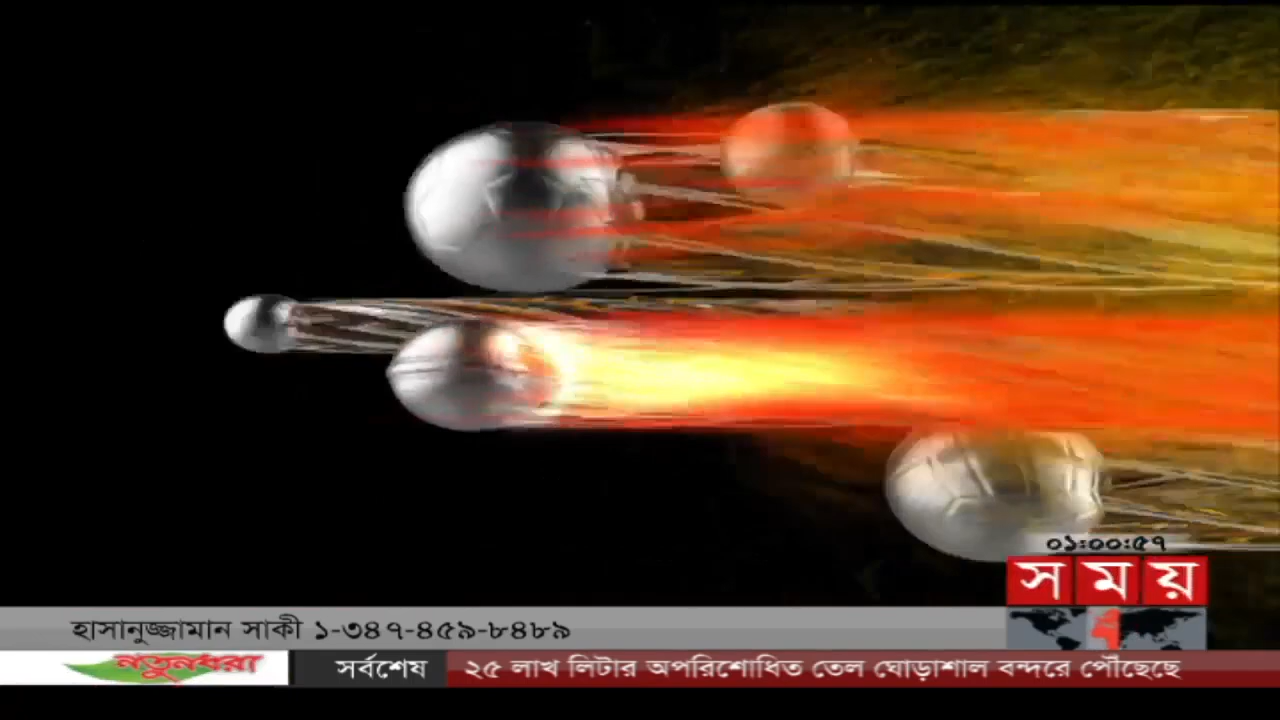 ০১:০০:৫৭
সময়
হাসানুজ্জামান সাকী ১-৩৪৭-৪৫৯-৮৪৮৯
নতুনধরা
সর্বশেষ
২৫ লাখ লিটার অপরিশোধিত তেল ঘোড়াশাল বন্দরে পৌঁছেছে